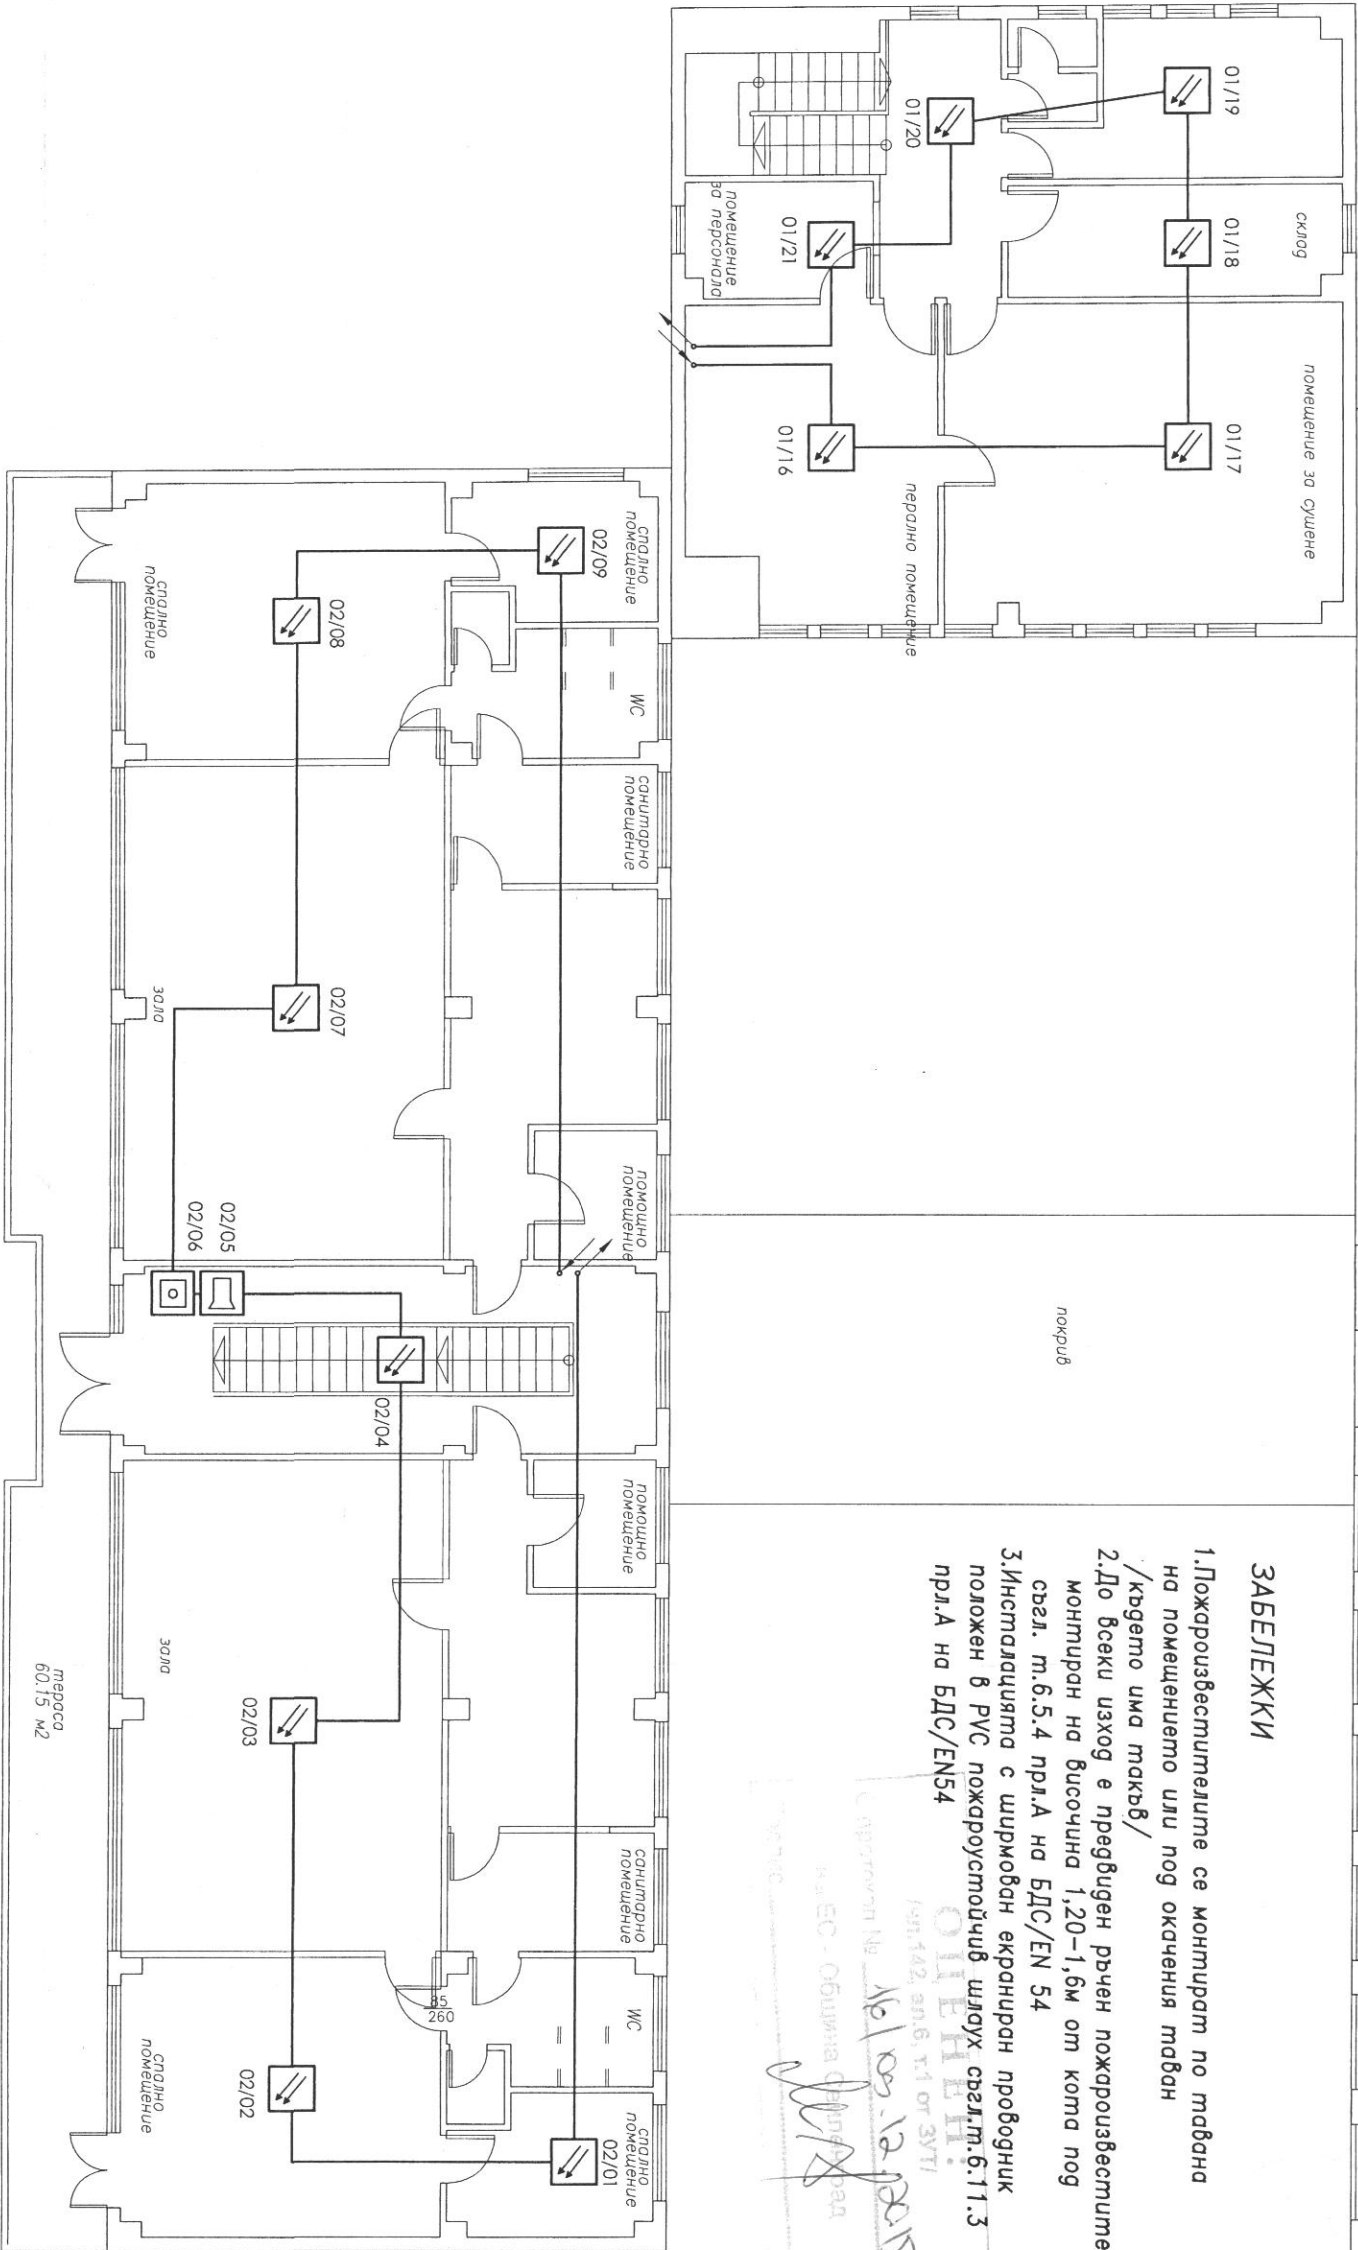 ЗАБЕЛЕЖКИ
1.Пожароизвестителите се монтират по тавана
на помещението или под окачения таван
/където има такъв/
2.До всеки изход е предвиден ръчен пожароизвестите
монтиран на височина 1,20-1,6м от кота под
съгл. т.6.5.4 прл.А на БДС/EN 54
3.Инсталацията с ширмован екраниран проводник
положен в PVC пожароустойчив шлаух съгл.т.6.11.3
прл.А на БДС/EN54
ОЦЕНЕН:
чл.142, ал.6, т.1 от ЗУТ/
16
покрив
помещение за сушене
склад
перално помещение
помещение
за персонала
01/19
01/18
01/17
01/20
01/21
01/16
спално
помещение
02/09
WC
санитарно
помещение
помощно
помещение
помощно
помещение
санитарно
помещение
WC
спално
помещение
02/01
спално
помещение
02/08
02/07
зала
02/05
02/06
02/04
зала
02/03
85
260
02/02
спално
помещение
тераса
60.15 м2